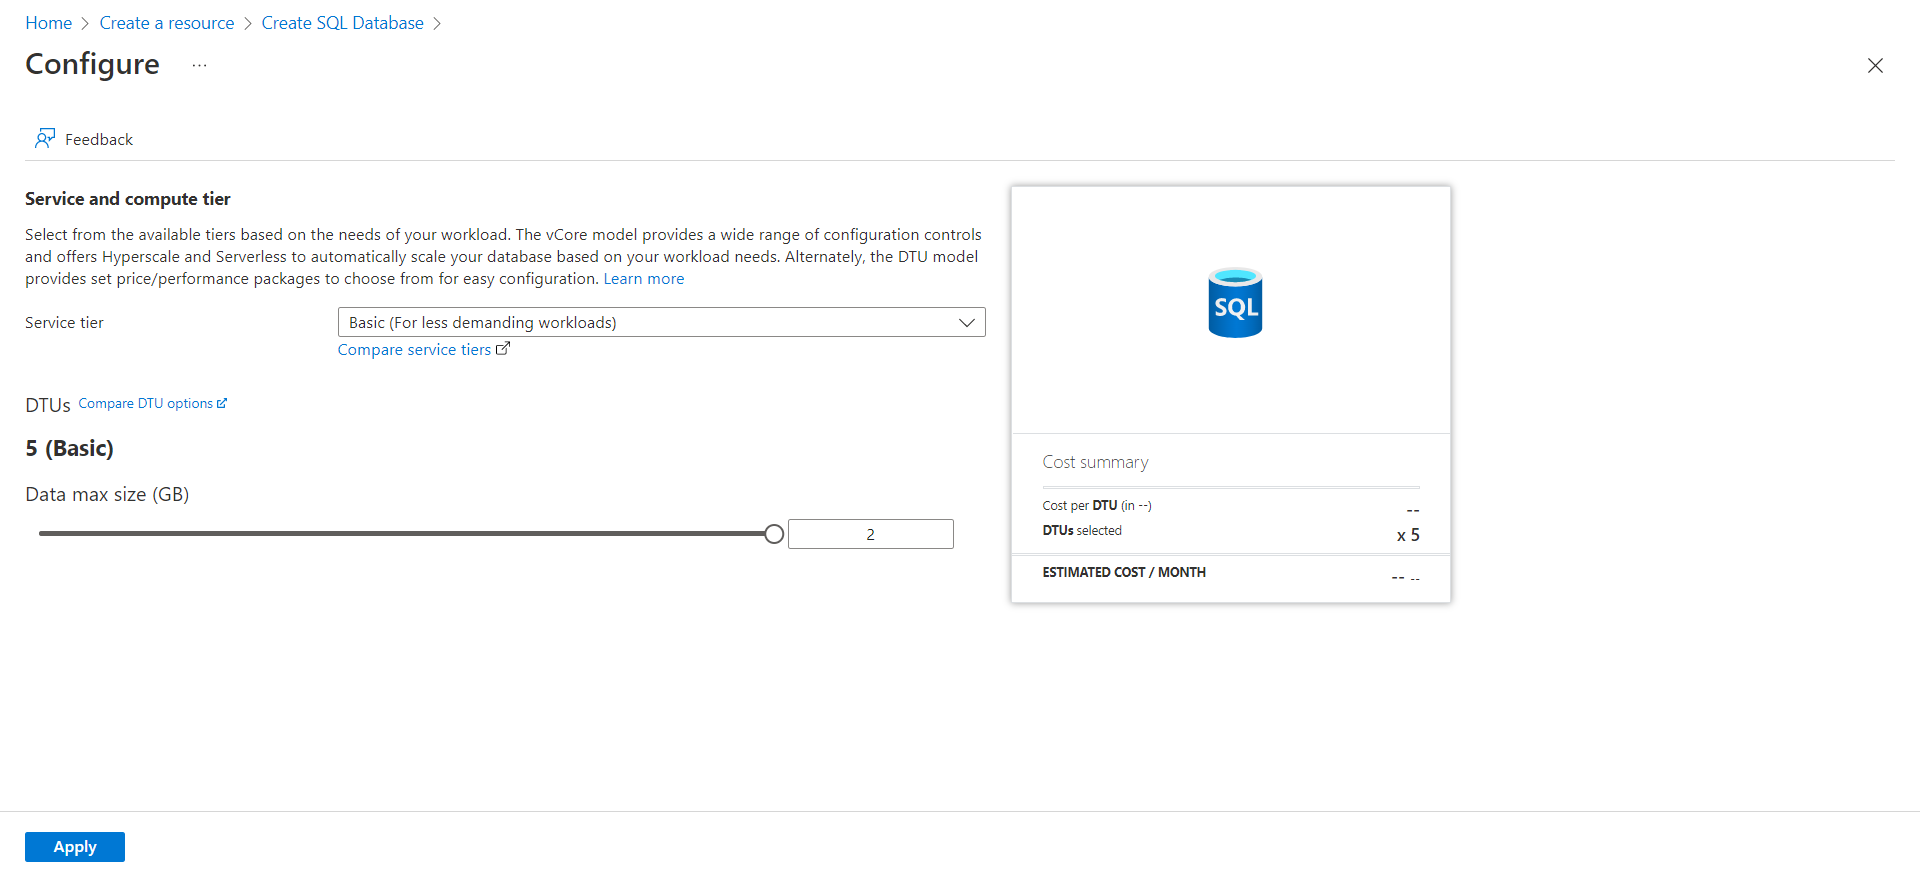 Home > Create a resource > Create SQL Database >
Configure ...
Feedback
Service and compute tier
Select from the available tiers based on the needs of your workload. The vCore model provides a wide range of configuration controls
and offers Hyperscale and Serverless to automatically scale your database based on your workload needs. Alternately, the DTU model
provides set price/performance packages to choose from for easy configuration. Learn more
Service tier
Basic (For less demanding workloads)
Compare service tiers
DTUs Compare DTU options
5 (Basic)
Data max size (GB)
2
SQL
Cost summary
Cost per DTU (in --) --
DTUs selected x 5
ESTIMATED COST / MONTH -- --
Apply